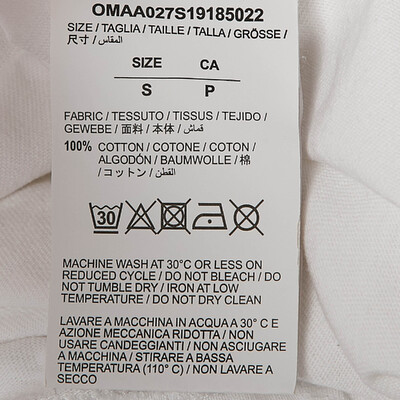 OMAA027S19185022
SIZE / TAGLIA / TAILLE / TALLA / GRÖSSE /
尺寸 / المقاس /
SIZE CA
S P
FABRIC / TESSUTO / TISSUS / TEJIDO /
GEWEBE / 面料 / 本体 / قماش /
100% COTTON / COTONE / COTON /
ALGODÓN / BAUMWOLLE / 棉
/ コットン / القطن /
30
MACHINE WASH AT 30°C OR LESS ON
REDUCED CYCLE / DO NOT BLEACH / DO
NOT TUMBLE DRY / IRON AT LOW
TEMPERATURE / DO NOT DRY CLEAN
LAVARE A MACCHINA IN ACQUA A 30° C E
AZIONE MECCANICA RIDOTTA / NON
USARE CANDEGGIANTI / NON ASCIUGARE
A MACCHINA / STIRARE A BASSA
TEMPERATURA (110° C) / NON LAVARE A
SECCO